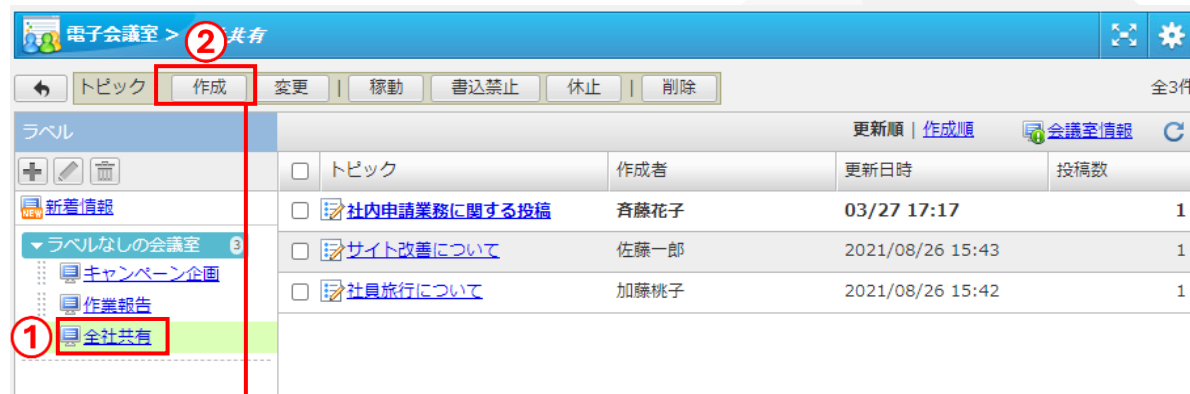 電子会議室 > 共有
②
トピック 作成 変更 | 稼動 書込禁止 休止 | 削除 全3件
ラベル 更新順 | 作成順 会議室情報
トピック 作成者 更新日時 投稿数
NEW 新着情報 社内申請業務に関する投稿 斉藤花子 03/27 17:17 1
ラベルなしの会議室 3 サイト改善について 佐藤一郎 2021/08/26 15:43 1
キャンペーン企画 社員旅行について 加藤桃子 2021/08/26 15:42 1
作業報告
① 全社共有